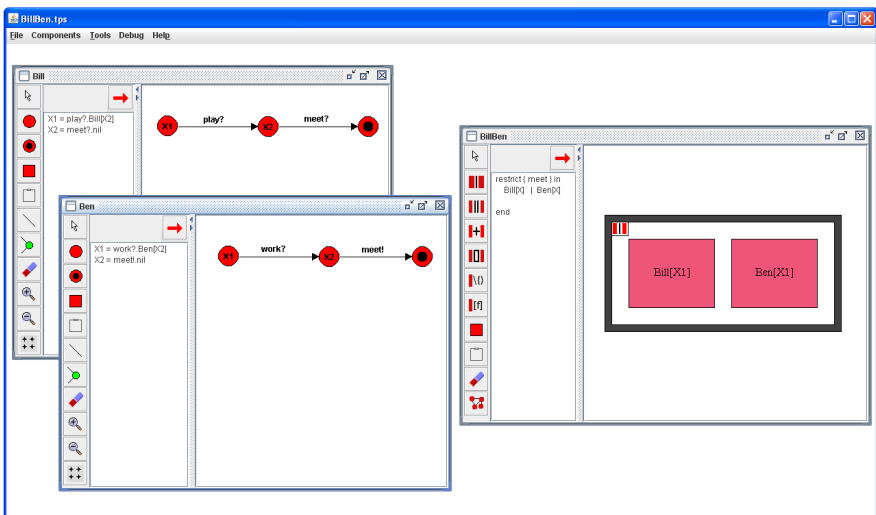 BillBen.tps
File Components Tools Debug Help
Bill
X1 = play?.Bill[X2]
X2 = meet?.nil
X1 play? X2 meet?
Ben
X1 = work?.Ben[X2]
X2 = meet!.nil
X1 work? X2 meet!
BillBen
\{}
[f]
restrict { meet } in
Bill[X] | Ben[X]
end
Bill[X1] Ben[X1]